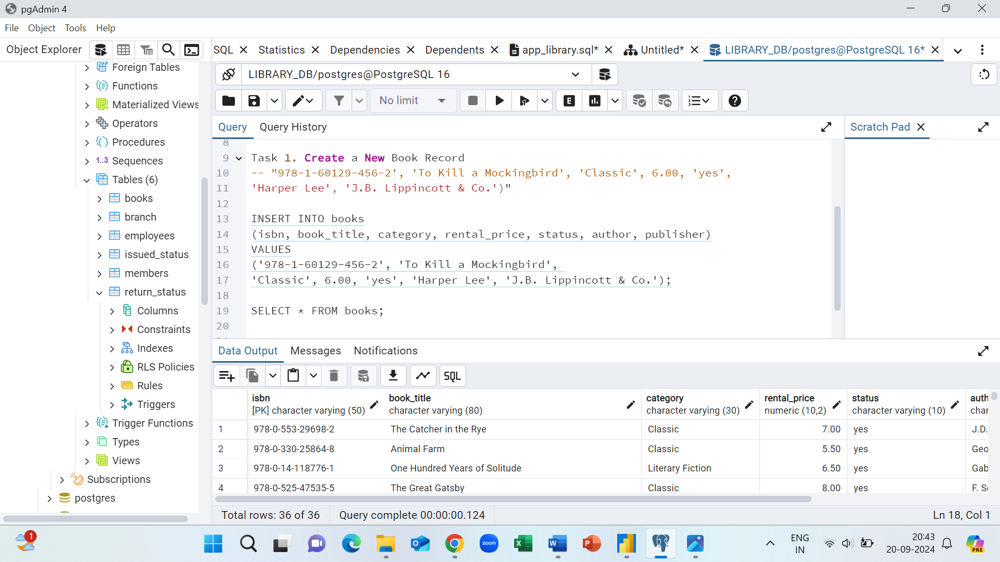 pgAdmin 4
File Object Tools Help
Object Explorer
SQL Statistics Dependencies Dependents app_library.sql* Untitled* LIBRARY_DB/postgres@PostgreSQL 16*
Foreign Tables
Functions
Materialized Views
Operators
Procedures
1..3 Sequences
Tables (6)
books
branch
employees
issued_status
members
return_status
Columns
Constraints
Indexes
RLS Policies
Rules
Triggers
Trigger Functions
Types
Views
Subscriptions
postgres
LIBRARY_DB/postgres@PostgreSQL 16
No limit
E
Query Query History
Scratch Pad
8
9 Task 1. Create a New Book Record
10 -- "978-1-60129-456-2', 'To Kill a Mockingbird', 'Classic', 6.00, 'yes',
11 'Harper Lee', 'J.B. Lippincott & Co.')"
12
13 INSERT INTO books
14 (isbn, book_title, category, rental_price, status, author, publisher)
15 VALUES
16 ('978-1-60129-456-2', 'To Kill a Mockingbird',
17 'Classic', 6.00, 'yes', 'Harper Lee', 'J.B. Lippincott & Co.');
18
19 SELECT * FROM books;
20
Data Output Messages Notifications
SQL
isbn book_title category rental_price status auth
[PK] character varying (50) character varying (80) character varying (30) numeric (10,2) character varying (10) char
1 978-0-553-29698-2 The Catcher in the Rye Classic 7.00 yes J.D.
2 978-0-330-25864-8 Animal Farm Classic 5.50 yes Geo
3 978-0-14-118776-1 One Hundred Years of Solitude Literary Fiction 6.50 yes Gab
4 978-0-525-47535-5 The Great Gatsby Classic 8.00 yes F. S
Total rows: 36 of 36 Query complete 00:00:00.124 Ln 18, Col 1
1
zoom
ENG
IN
20:43
20-09-2024
PRE